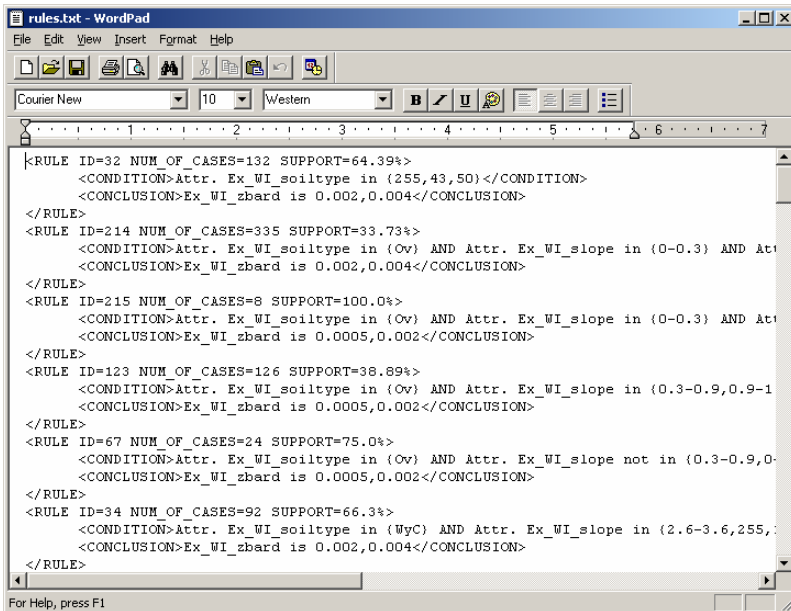 rules.txt - WordPad
File Edit View Insert Format Help
Courier New 10 Western B I U
1 2 3 4 5 6 7
<RULE ID=32 NUM_OF_CASES=132 SUPPORT=64.39%>
<CONDITION>Attr. Ex_WI_soiltype in {255,43,50}</CONDITION>
<CONCLUSION>Ex_WI_zbard is 0.002,0.004</CONCLUSION>
</RULE>
<RULE ID=214 NUM_OF_CASES=335 SUPPORT=33.73%>
<CONDITION>Attr. Ex_WI_soiltype in {Ov} AND Attr. Ex_WI_slope in {0-0.3} AND Att
<CONCLUSION>Ex_WI_zbard is 0.002,0.004</CONCLUSION>
</RULE>
<RULE ID=215 NUM_OF_CASES=8 SUPPORT=100.0%>
<CONDITION>Attr. Ex_WI_soiltype in {Ov} AND Attr. Ex_WI_slope in {0-0.3} AND Att
<CONCLUSION>Ex_WI_zbard is 0.0005,0.002</CONCLUSION>
</RULE>
<RULE ID=123 NUM_OF_CASES=126 SUPPORT=38.89%>
<CONDITION>Attr. Ex_WI_soiltype in {Ov} AND Attr. Ex_WI_slope in {0.3-0.9,0.9-1
<CONCLUSION>Ex_WI_zbard is 0.0005,0.002</CONCLUSION>
</RULE>
<RULE ID=67 NUM_OF_CASES=24 SUPPORT=75.0%>
<CONDITION>Attr. Ex_WI_soiltype in {Ov} AND Attr. Ex_WI_slope not in {0.3-0.9,0-
<CONCLUSION>Ex_WI_zbard is 0.0005,0.002</CONCLUSION>
</RULE>
<RULE ID=34 NUM_OF_CASES=92 SUPPORT=66.3%>
<CONDITION>Attr. Ex_WI_soiltype in {WyC} AND Attr. Ex_WI_slope in {2.6-3.6,255,
<CONCLUSION>Ex_WI_zbard is 0.002,0.004</CONCLUSION>
</RULE>
For Help, press F1